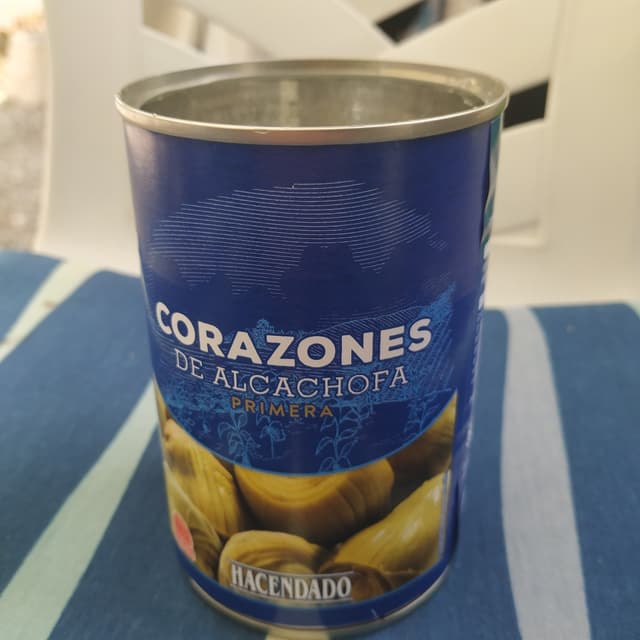 CORAZONES
DE ALCACHOFA
PRIMERA
HACENDADO